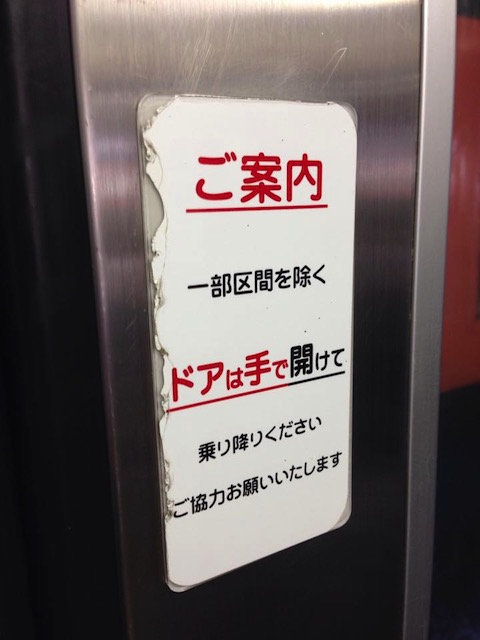 ご案内
一部区間を除く
ドアは手で開けて
乗り降りください
ご協力お願いいたします